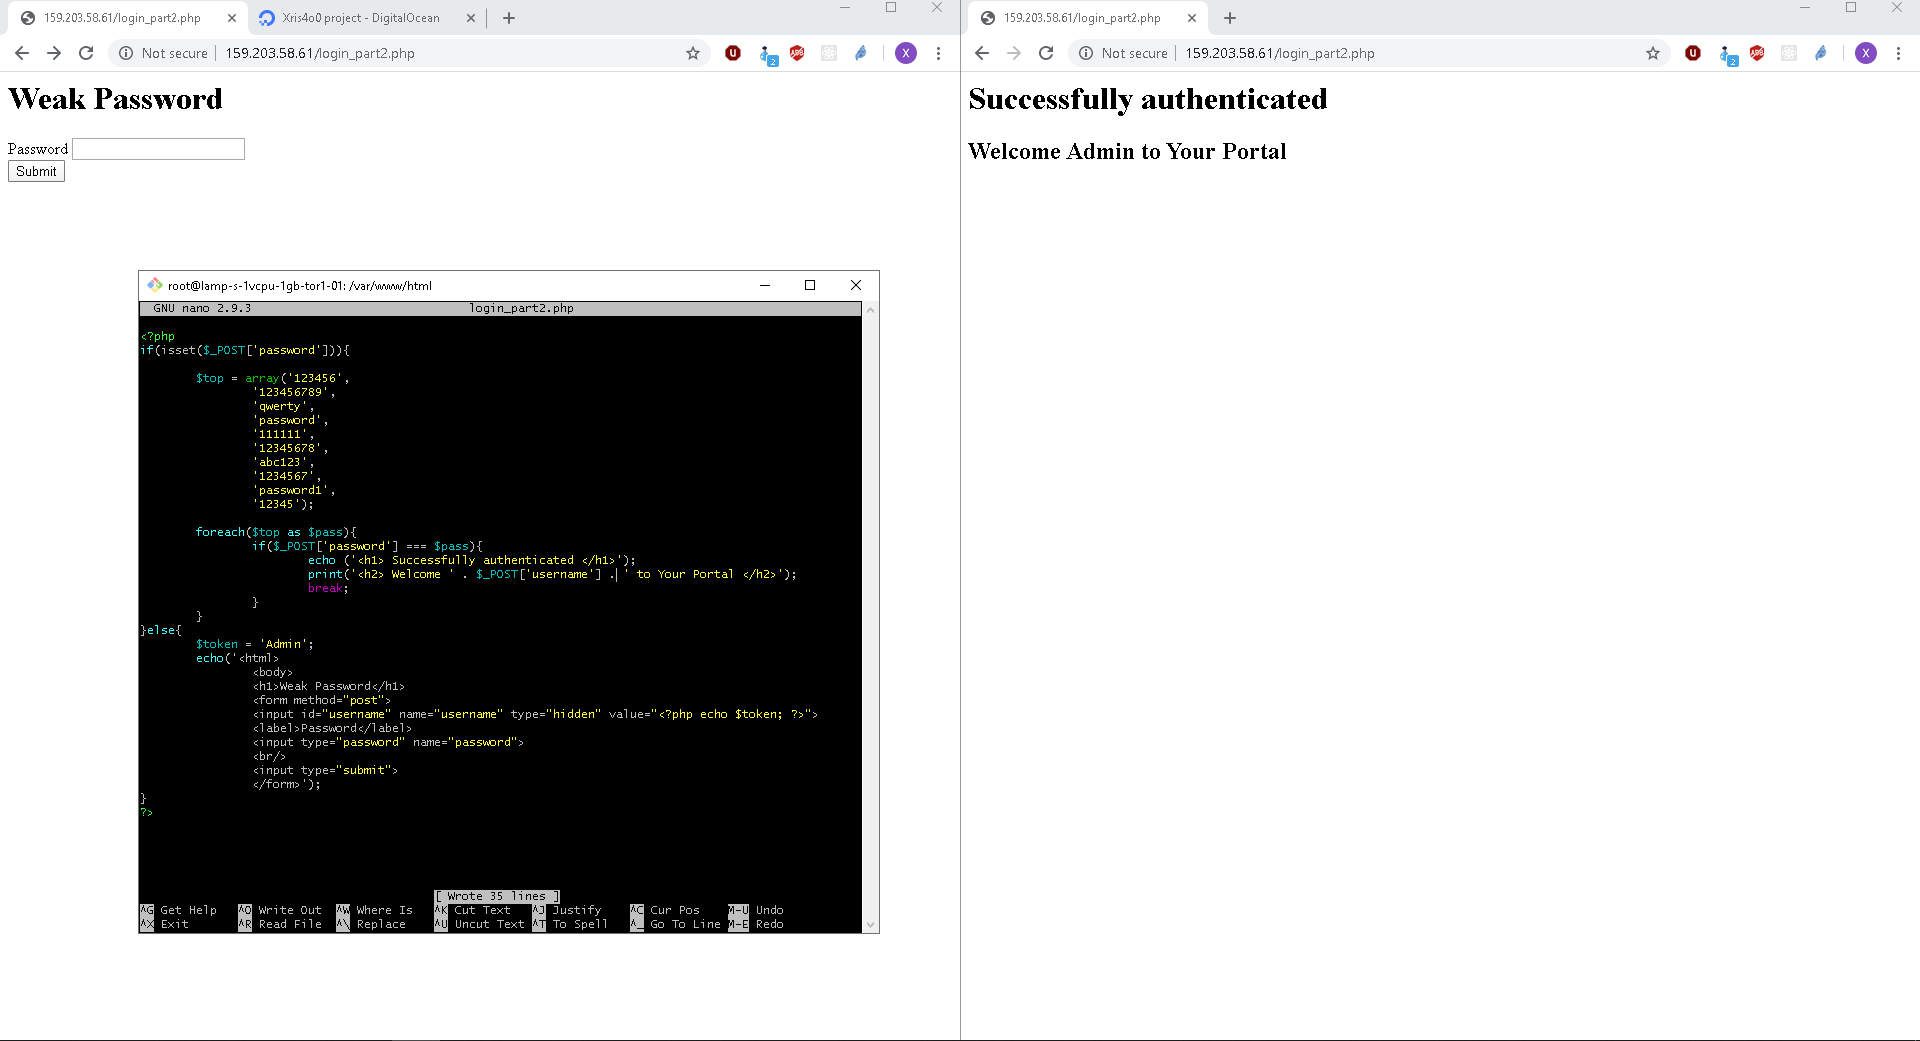 159.203.58.61/login_part2.php
Xris4o0 project - DigitalOcean
Not secure
159.203.58.61/login_part2.php
U
2
ABP
X
Weak Password
Password
Submit
root@lamp-s-1vcpu-1gb-tor1-01: /var/www/html
GNU nano 2.9.3 login_part2.php
<?php
if(isset($_POST['password'])){
$top = array('123456',
'123456789',
'qwerty',
'password',
'111111',
'12345678',
'abc123',
'1234567',
'password1',
'12345');
foreach($top as $pass){
if($_POST['password'] === $pass){
echo ('<h1> Successfully authenticated </h1>');
print('<h2> Welcome ' . $_POST['username'] . ' to Your Portal </h2>');
break;
}
}
}else{
$token = 'Admin';
echo('<html>
<body>
<h1>Weak Password</h1>
<form method="post">
<input id="username" name="username" type="hidden" value="<?php echo $token; ?>">
<label>Password</label>
<input type="password" name="password">
<br/>
<input type="submit">
</form>');
}
?>
[ Wrote 35 lines ]
^G Get Help ^O Write Out ^W Where Is ^K Cut Text ^J Justify ^C Cur Pos M-U Undo
^X Exit ^R Read File ^\ Replace ^U Uncut Text ^T To Spell ^_ Go To Line M-E Redo
159.203.58.61/login_part2.php
Not secure
159.203.58.61/login_part2.php
U
2
ABP
X
Successfully authenticated
Welcome Admin to Your Portal